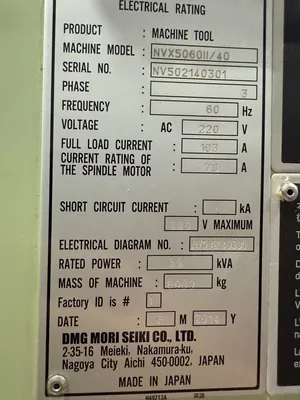 ELECTRICAL RATING
PRODUCT : MACHINE TOOL
MACHINE MODEL : NVX5060II/40
SERIAL NO. : NV502140301
PHASE : 3
FREQUENCY : 60 Hz
VOLTAGE : AC 220 V
FULL LOAD CURRENT : 103 A
CURRENT RATING OF
THE SPINDLE MOTOR : A
SHORT CIRCUIT CURRENT : kA
V MAXIMUM
ELECTRICAL DIAGRAM NO. :
RATED POWER : kVA
MASS OF MACHINE : kg
Factory ID is #
DATE M 2014 Y
DMG MORI SEIKI CO., LTD.
2-35-16 Meieki, Nakamura-ku,
Nagoya City Aichi 450-0002, JAPAN
MADE IN JAPAN